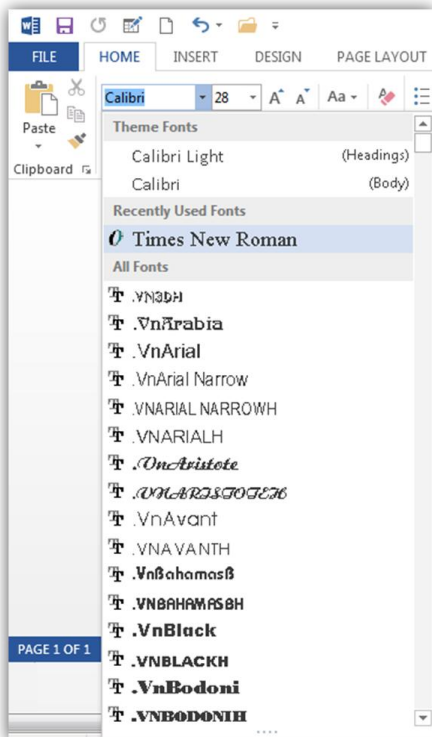 FILE HOME INSERT DESIGN PAGE LAYOUT
Calibri 28 Aa
Paste
Clipboard
Theme Fonts
Calibri Light (Headings)
Calibri (Body)
Recently Used Fonts
Times New Roman
All Fonts
.VN3DH
.VnArabia
.VnArial
.VnArial Narrow
.VNARIAL NARROWH
.VNARIALH
.VnAristote
.VNARISTOTEH
.VnAvant
.VNAVANTH
.VnBahamasB
.VNBAHAMASBH
.VnBlack
.VNBLACKH
.VnBodoni
.VNBODONIH
PAGE 1 OF 1